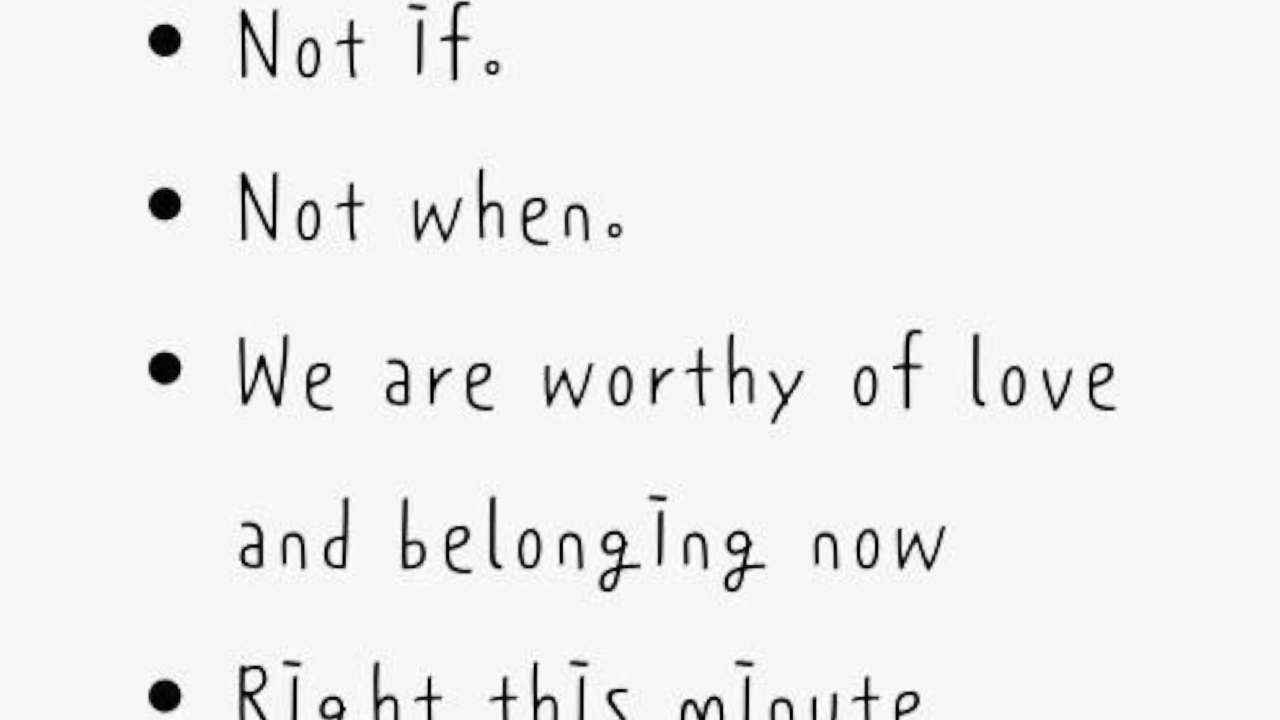 • Not if.
• Not when.
• We are worthy of love
and belonging now
• Right this minute